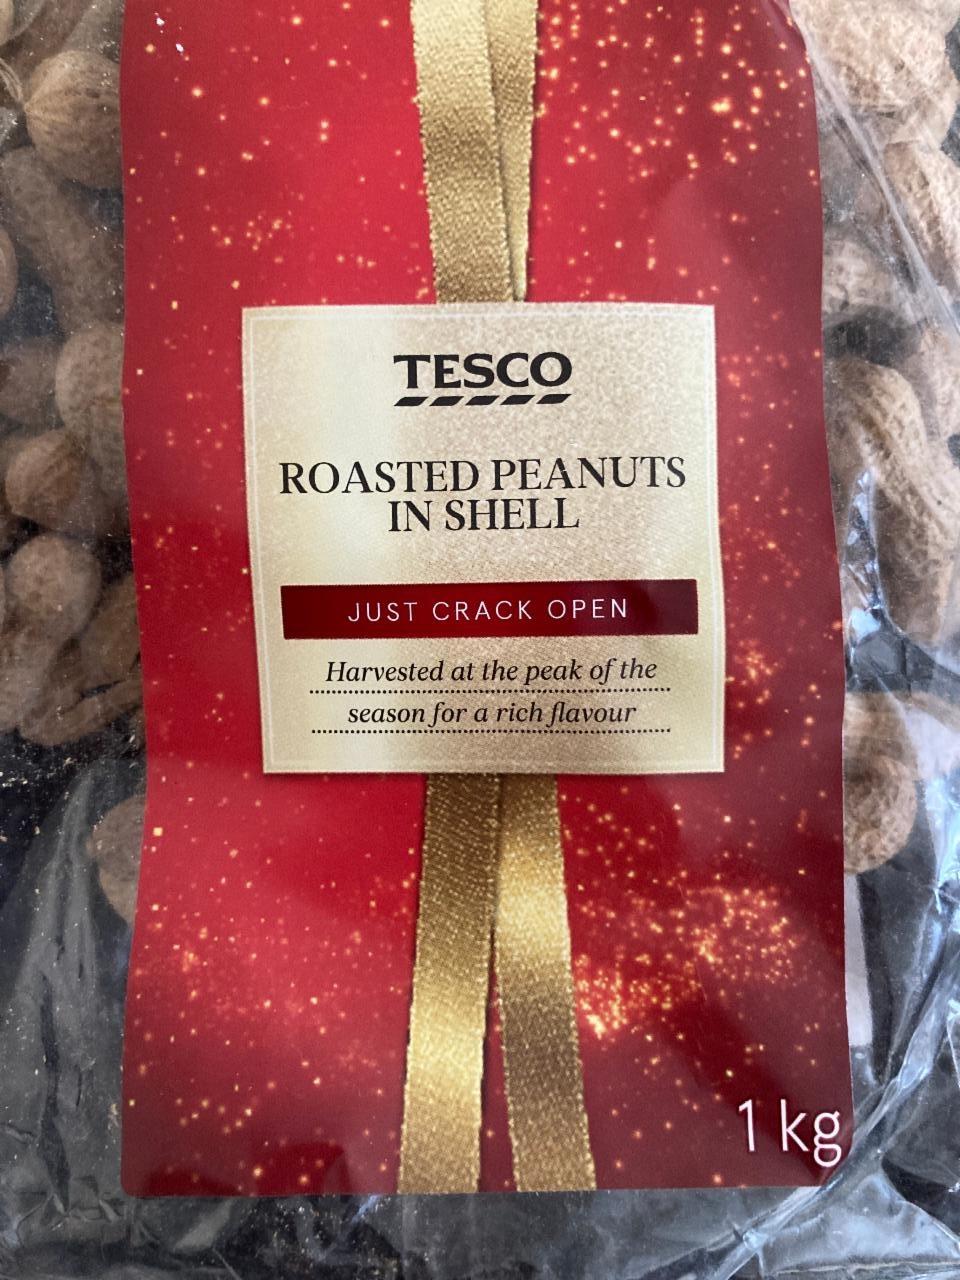 TESCO
ROASTED PEANUTS
IN SHELL
JUST CRACK OPEN
Harvested at the peak of the
season for a rich flavour
1 kg